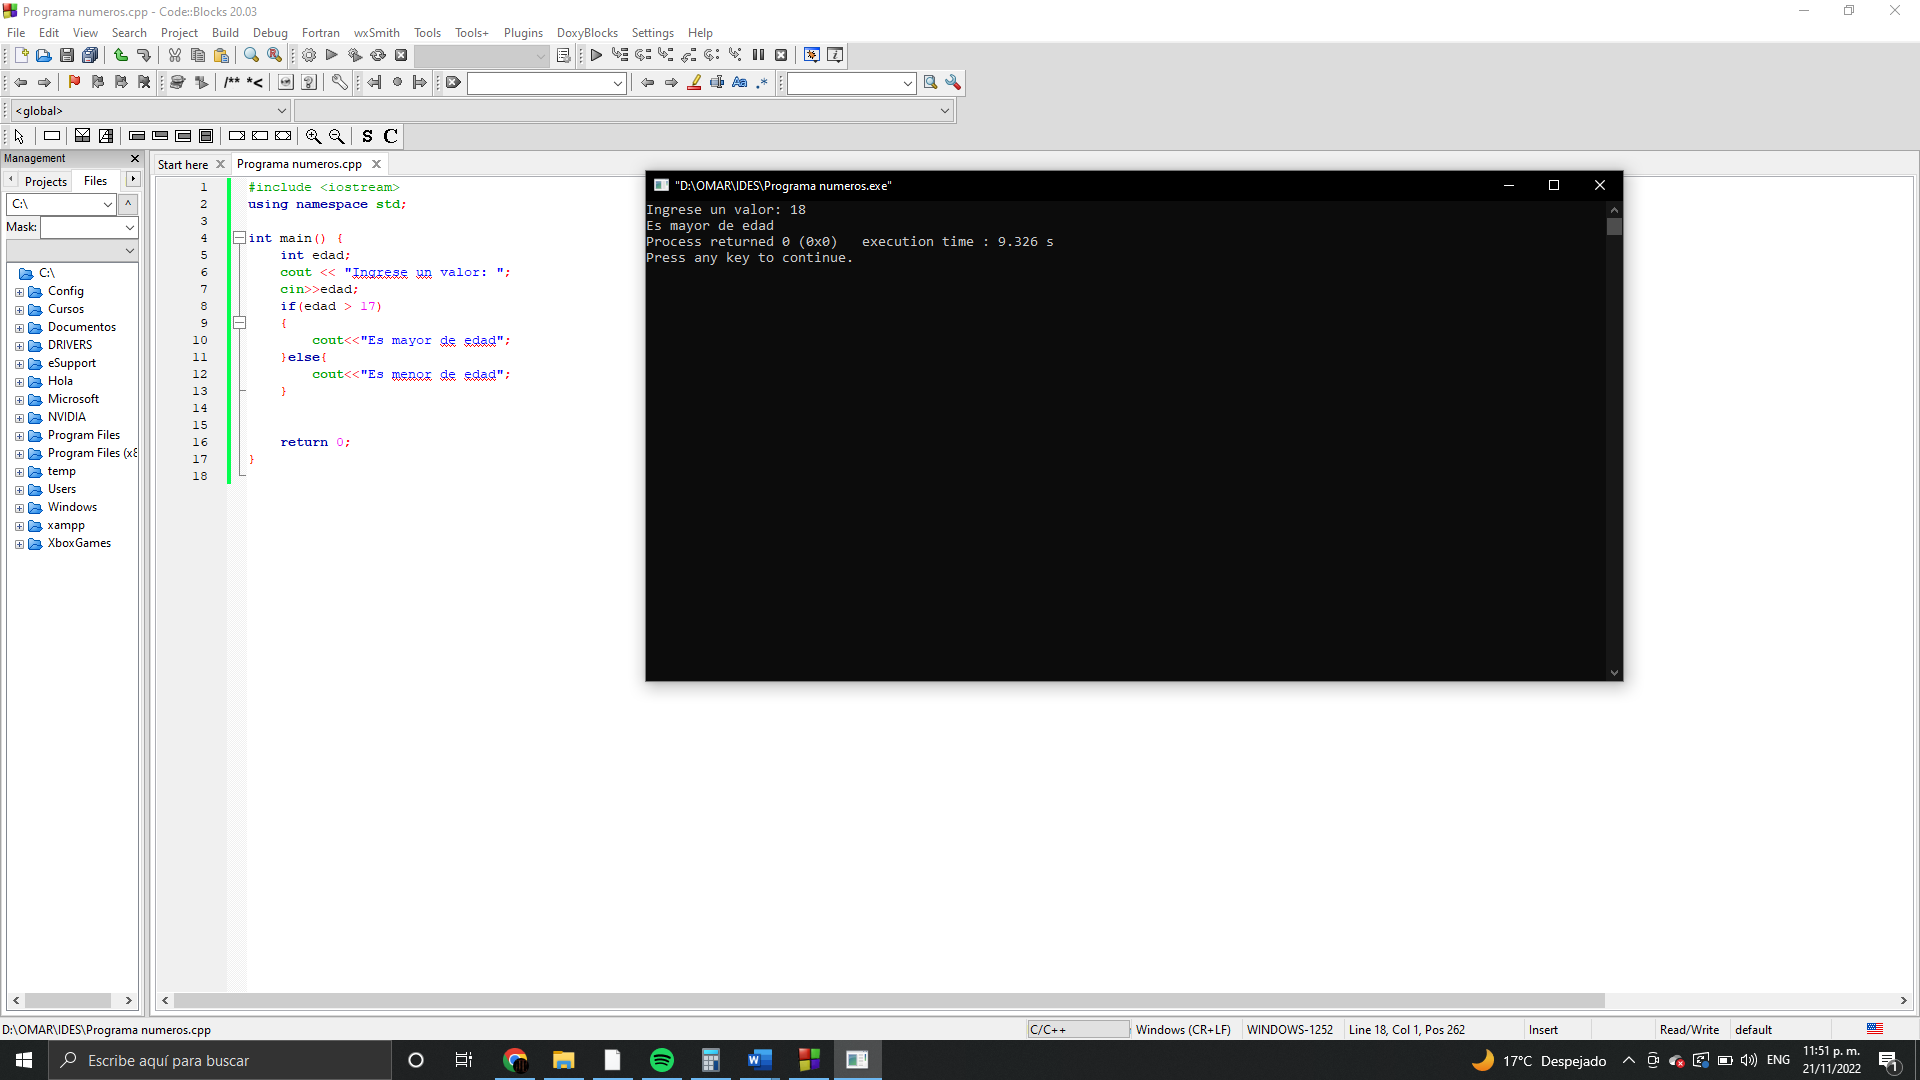 Programa numeros.cpp - Code::Blocks 20.03
File Edit View Search Project Build Debug Fortran wxSmith Tools Tools+ Plugins DoxyBlocks Settings Help
/** *<
<global>
S C
Management
Projects Files
C:\
Mask:
C:\
Config
Cursos
Documentos
DRIVERS
eSupport
Hola
Microsoft
NVIDIA
Program Files
Program Files (x8
temp
Users
Windows
xampp
XboxGames
Start here Programa numeros.cpp
1 #include <iostream>
2 using namespace std;
3
4 int main() {
5 int edad;
6 cout << "Ingrese un valor: ";
7 cin>>edad;
8 if(edad > 17)
9 {
10 cout<<"Es mayor de edad";
11 }else{
12 cout<<"Es menor de edad";
13 }
14
15
16 return 0;
17 }
18
"D:\OMAR\IDES\Programa numeros.exe"
Ingrese un valor: 18
Es mayor de edad
Process returned 0 (0x0)   execution time : 9.326 s
Press any key to continue.
D:\OMAR\IDES\Programa numeros.cpp C/C++ Windows (CR+LF) WINDOWS-1252 Line 18, Col 1, Pos 262 Insert Read/Write default
Escribe aquí para buscar
17°C Despejado ENG 11:51 p. m.
21/11/2022
1